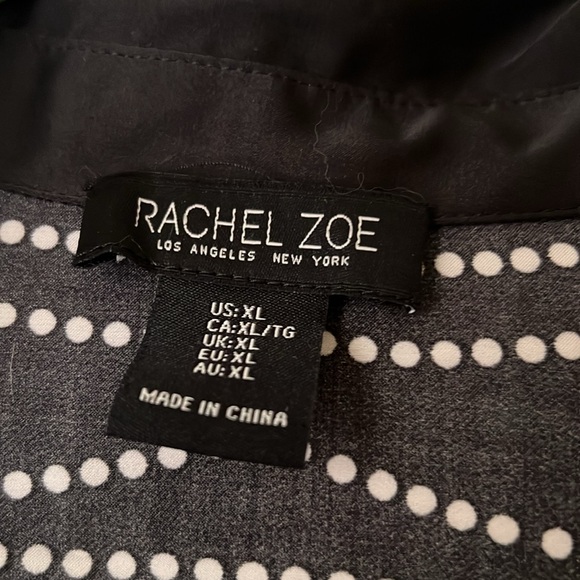 RACHEL ZOE
LOS ANGELES NEW YORK
US: XL
CA: XL/TG
UK: XL
EU: XL
AU: XL
MADE IN CHINA